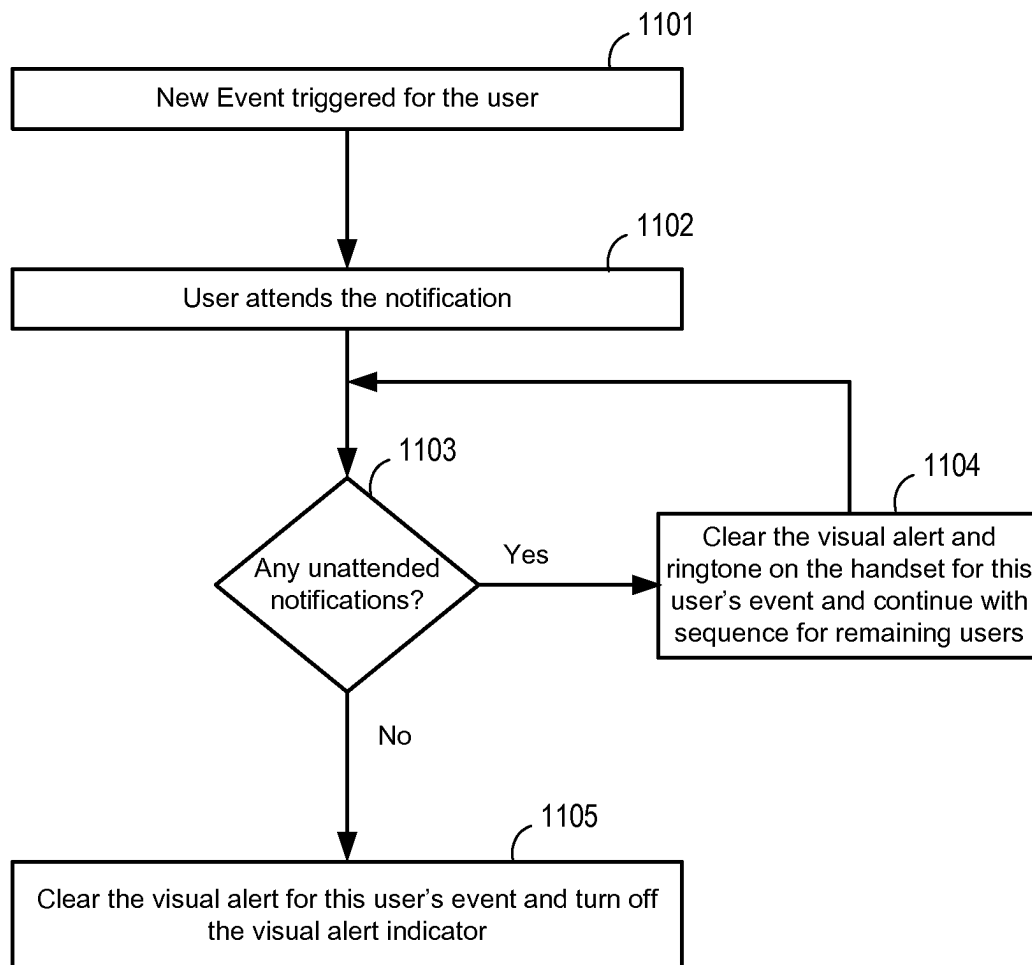 1101
New Event triggered for the user
1102
User attends the notification
1103
Any unattended
notifications?
Yes
1104
Clear the visual alert and
ringtone on the handset for this
user’s event and continue with
sequence for remaining users
No
1105
Clear the visual alert for this user’s event and turn off
the visual alert indicator